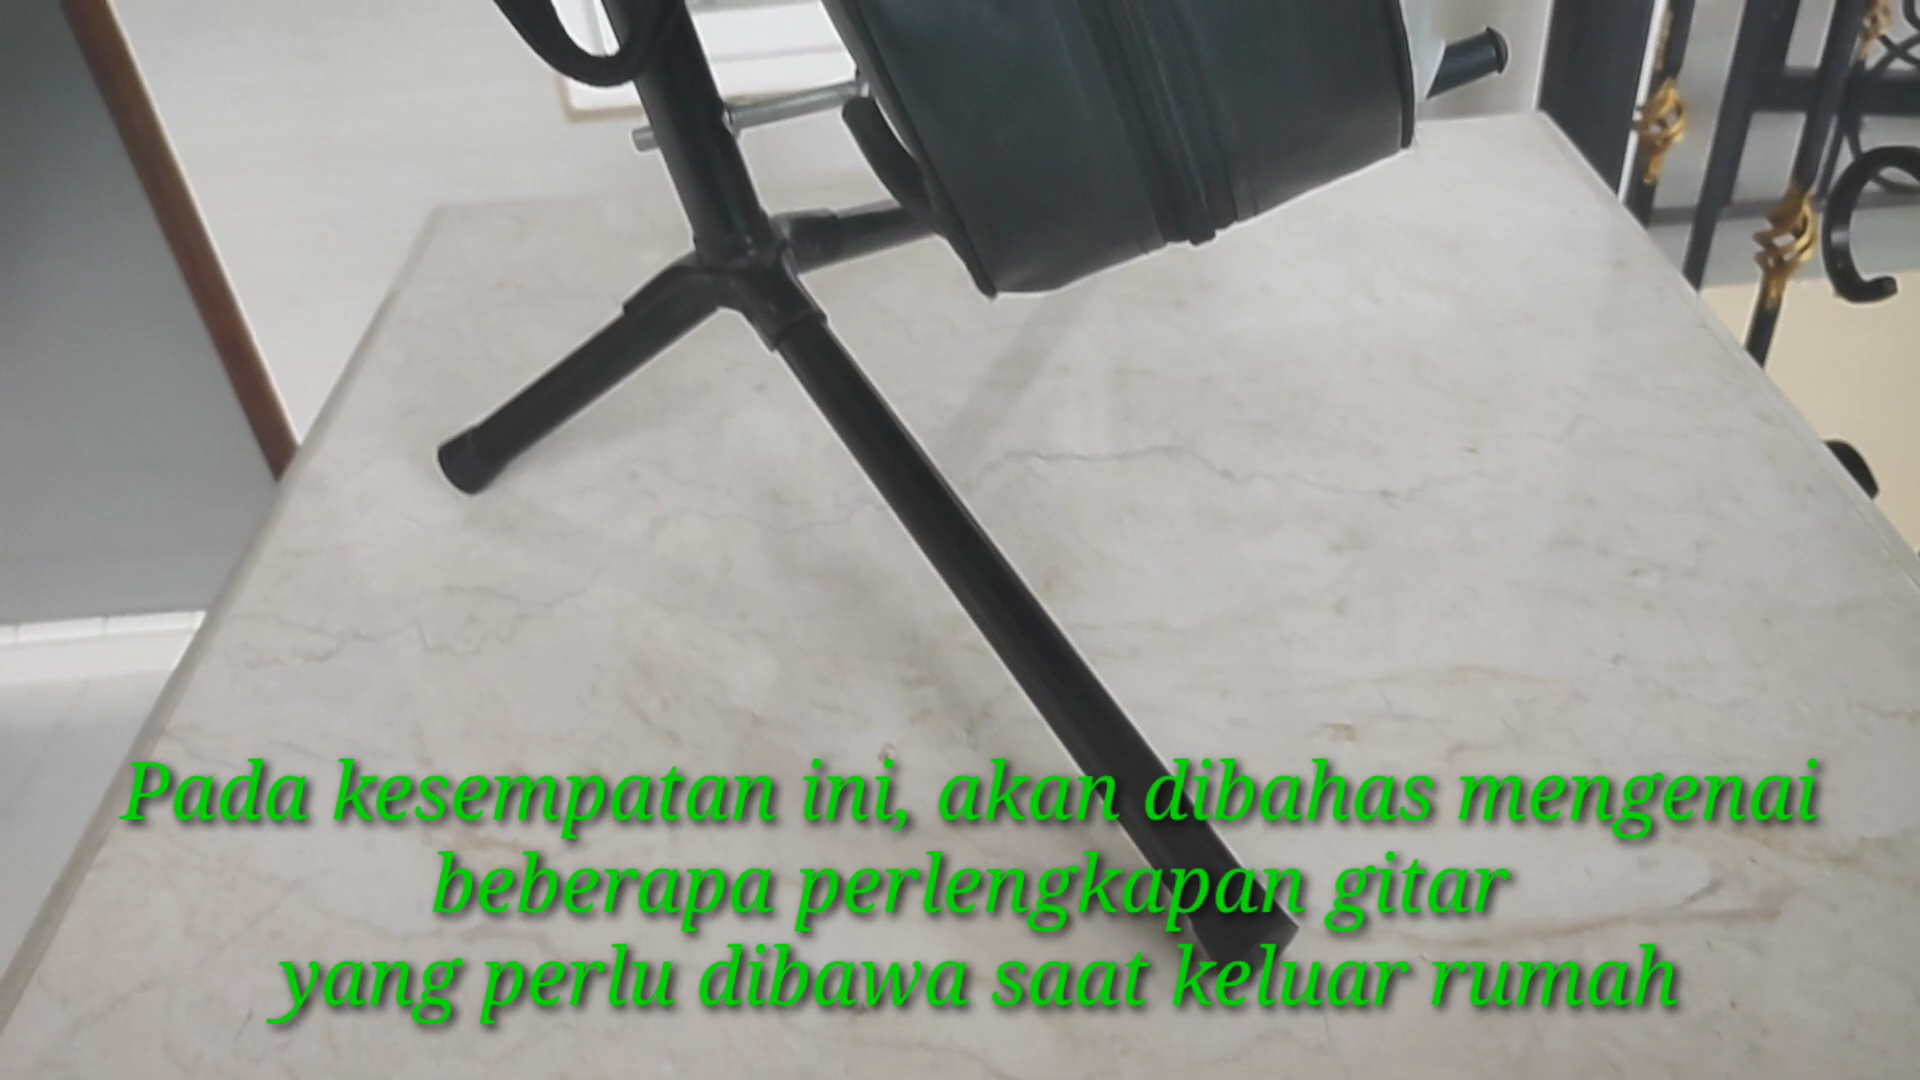 Pada kesempatan ini, akan dibahas mengenai
beberapa perlengkapan gitar
yang perlu dibawa saat keluar rumah